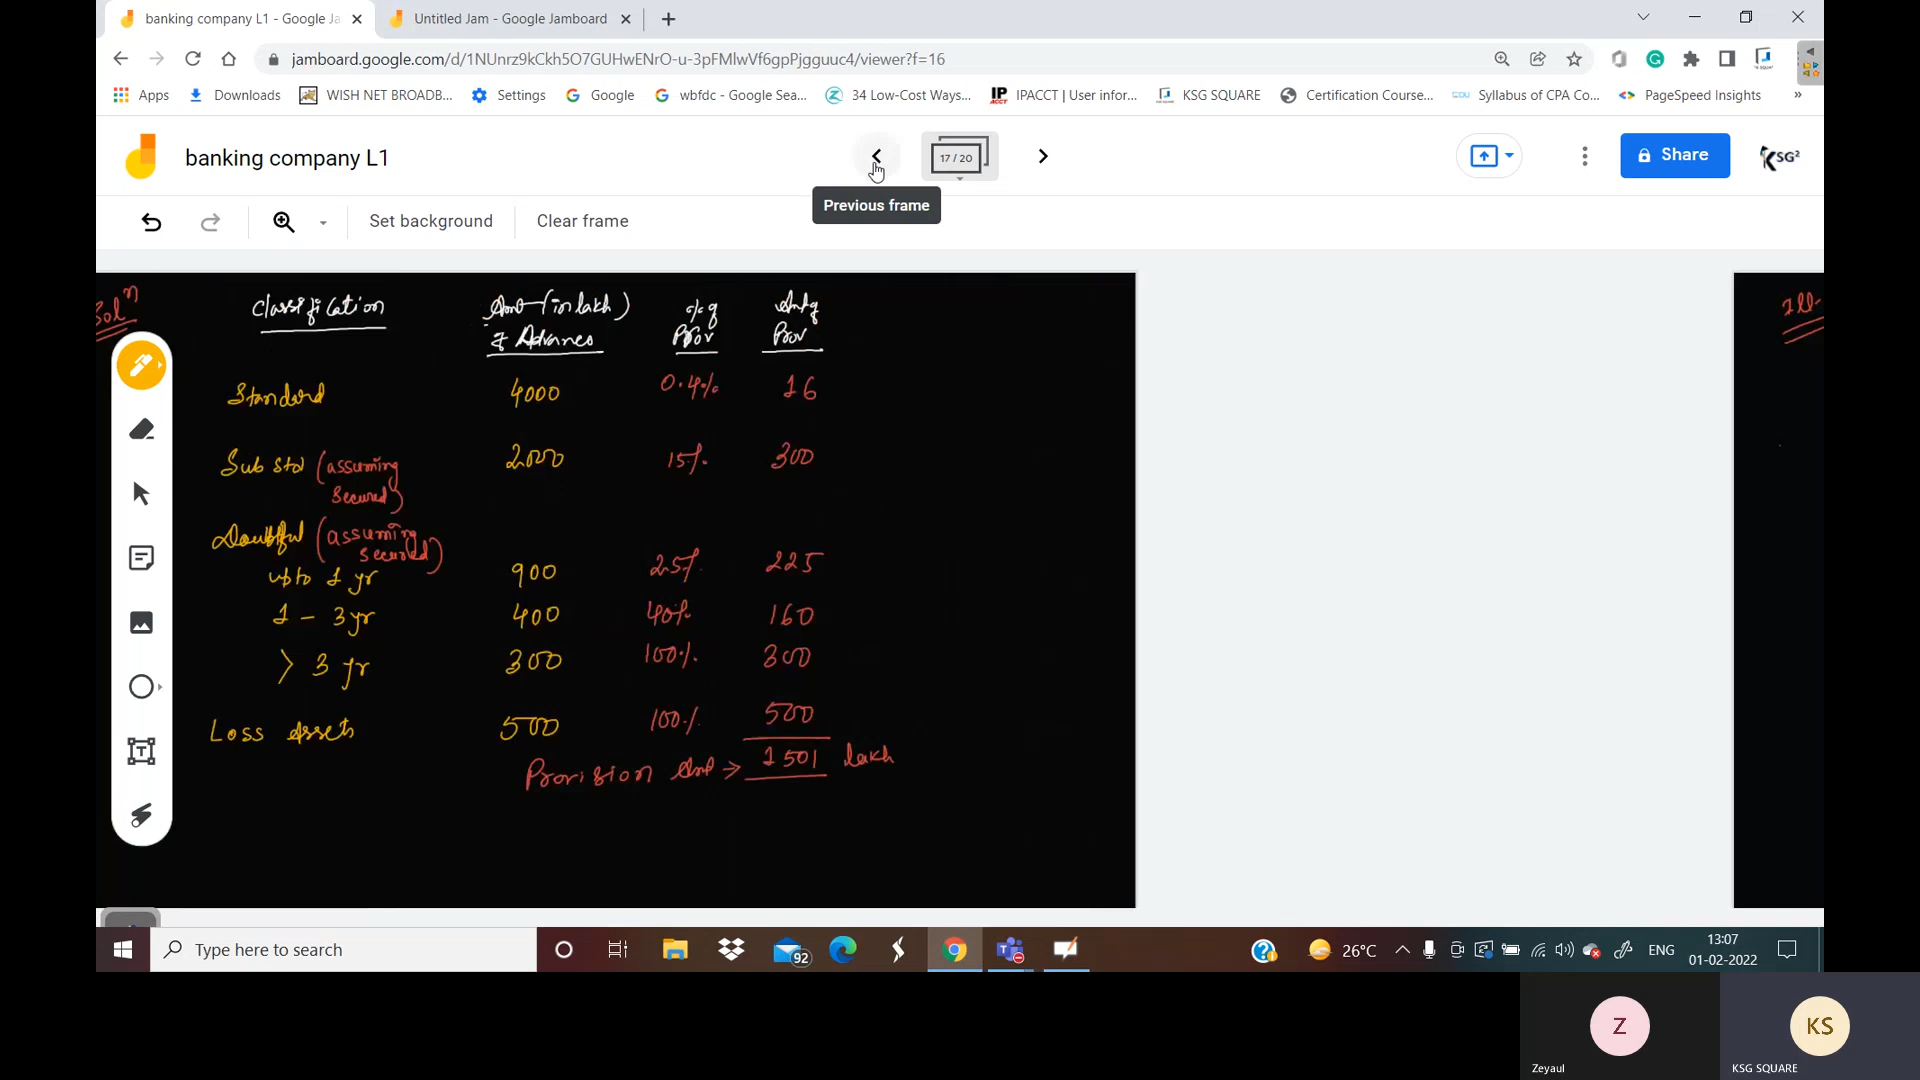 banking company L1 - Google Ja
Untitled Jam - Google Jamboard
jamboard.google.com/d/1NUnrz9kCkh5O7GUHwENrO-u-3pFMlwVf6gpPjgguuc4/viewer?f=16
Apps
Downloads
WISH NET BROADB...
Settings
Google
wbfdc - Google Sea...
34 Low-Cost Ways...
IPACCT | User infor...
KSG SQUARE
Certification Course...
Syllabus of CPA Co...
PageSpeed Insights
»
banking company L1
17 / 20
Share
KSG²
Previous frame
Set background
Clear frame
Solⁿ
Classification
Amt (in lakh)
of Advances
% of
Prov
Amt of
Prov
Ill-
Standard 4000 0.4% 16
Sub std (assuming 2000 15% 300
secured)
Doubtful (assuming
secured)
upto 1 yr 900 25% 225
1 - 3 yr 400 40% 160
> 3 yr 300 100% 300
Loss Assets 500 100% 500
Provision Amt → 1501 lakh
Type here to search
92
26°C
ENG
13:07
01-02-2022
Z
Zeyaul
KS
KSG SQUARE